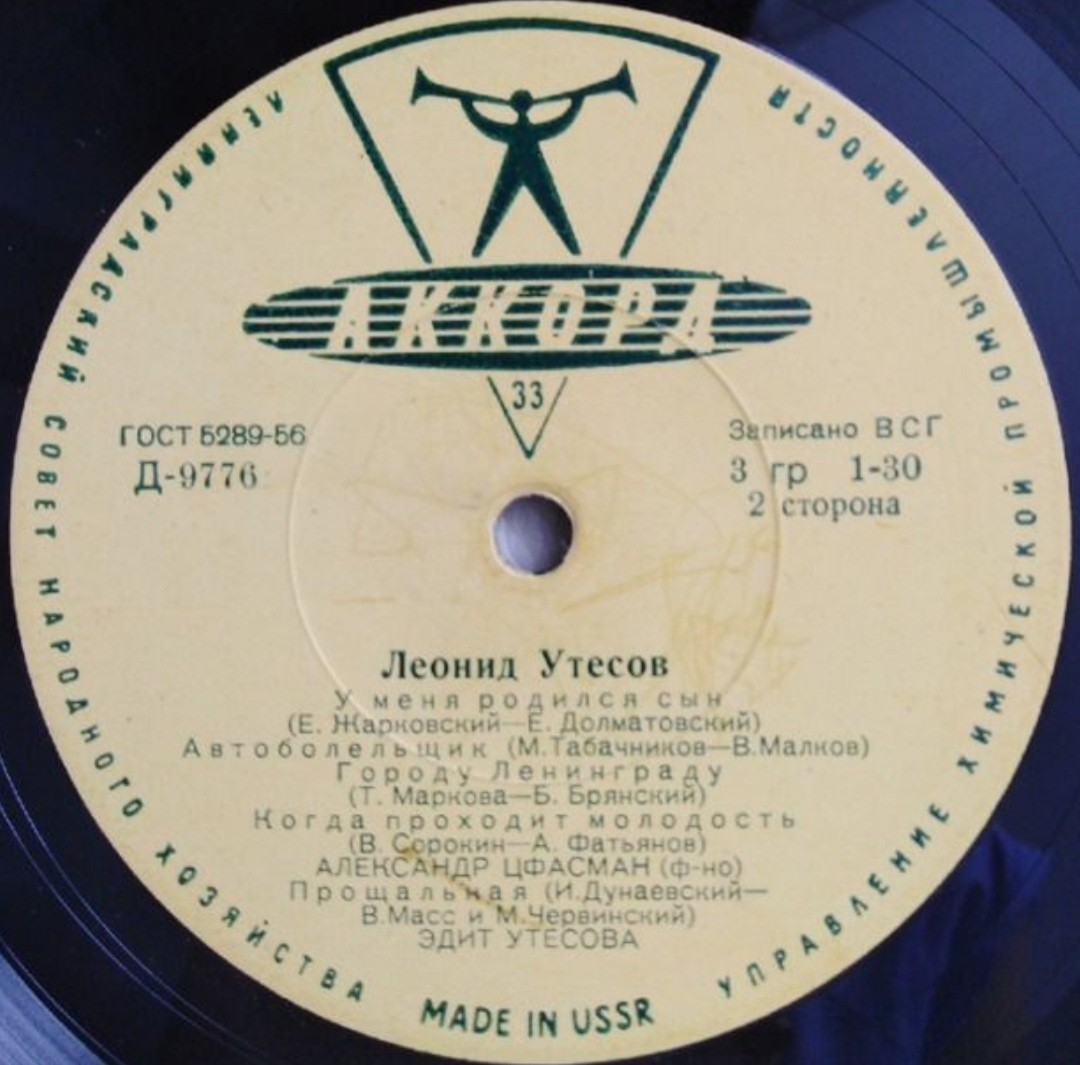 ЛЕНИНГРАДСКИЙ СОВЕТ НАРОДНОГО ХОЗЯЙСТВА
УПРАВЛЕНИЕ ХИМИЧЕСКОЙ ПРОМЫШЛЕННОСТИ
АККОРД
33
ГОСТ 5289-56
Д-9776
Записано ВСГ
3 гр 1-30
2 сторона
Леонид Утесов
У меня родился сын
(Е. Жарковский—Е. Долматовский)
Автоболельщик (М.Табачников—В.Малков)
Городу Ленинграду
(Т. Маркова—Б. Брянский)
Когда проходит молодость
(В. Сорокин—А. Фатьянов)
АЛЕКСАНДР ЦФАСМАН (ф-но)
Прощальная (И.Дунаевский—
В.Масс и М.Червинский)
ЭДИТ УТЕСОВА
MADE IN USSR